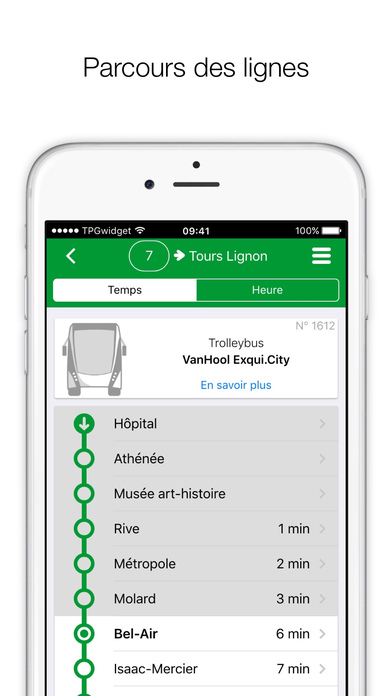 Parcours des lignes
TPGwidget 09:41 100%
7 Tours Lignon
Temps Heure
N° 1612
Trolleybus
VanHool Exqui.City
En savoir plus
Hôpital
Athénée
Musée art-histoire
Rive 1 min
Métropole 2 min
Molard 3 min
Bel-Air 6 min
Isaac-Mercier 7 min